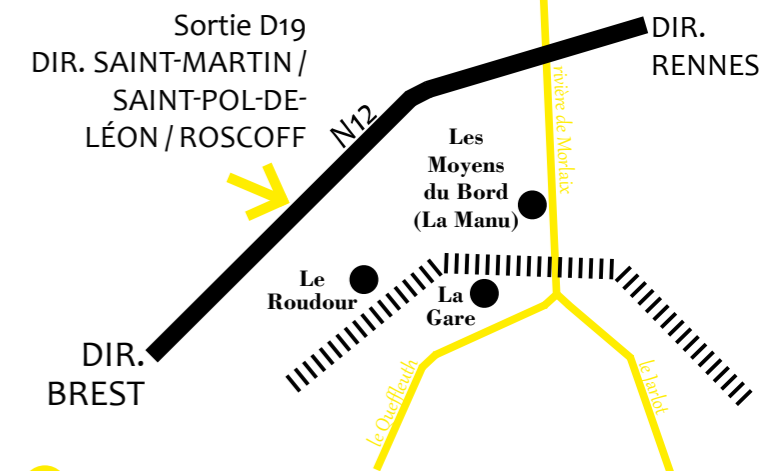 Sortie D19
DIR. SAINT-MARTIN /
SAINT-POL-DE-
LÉON / ROSCOFF
DIR.
RENNES
N12
rivière de Morlaix
Les
Moyens
du Bord
(La Manu)
Le
Roudour
La
Gare
DIR.
BREST
le Queffleuth
le Jarlot